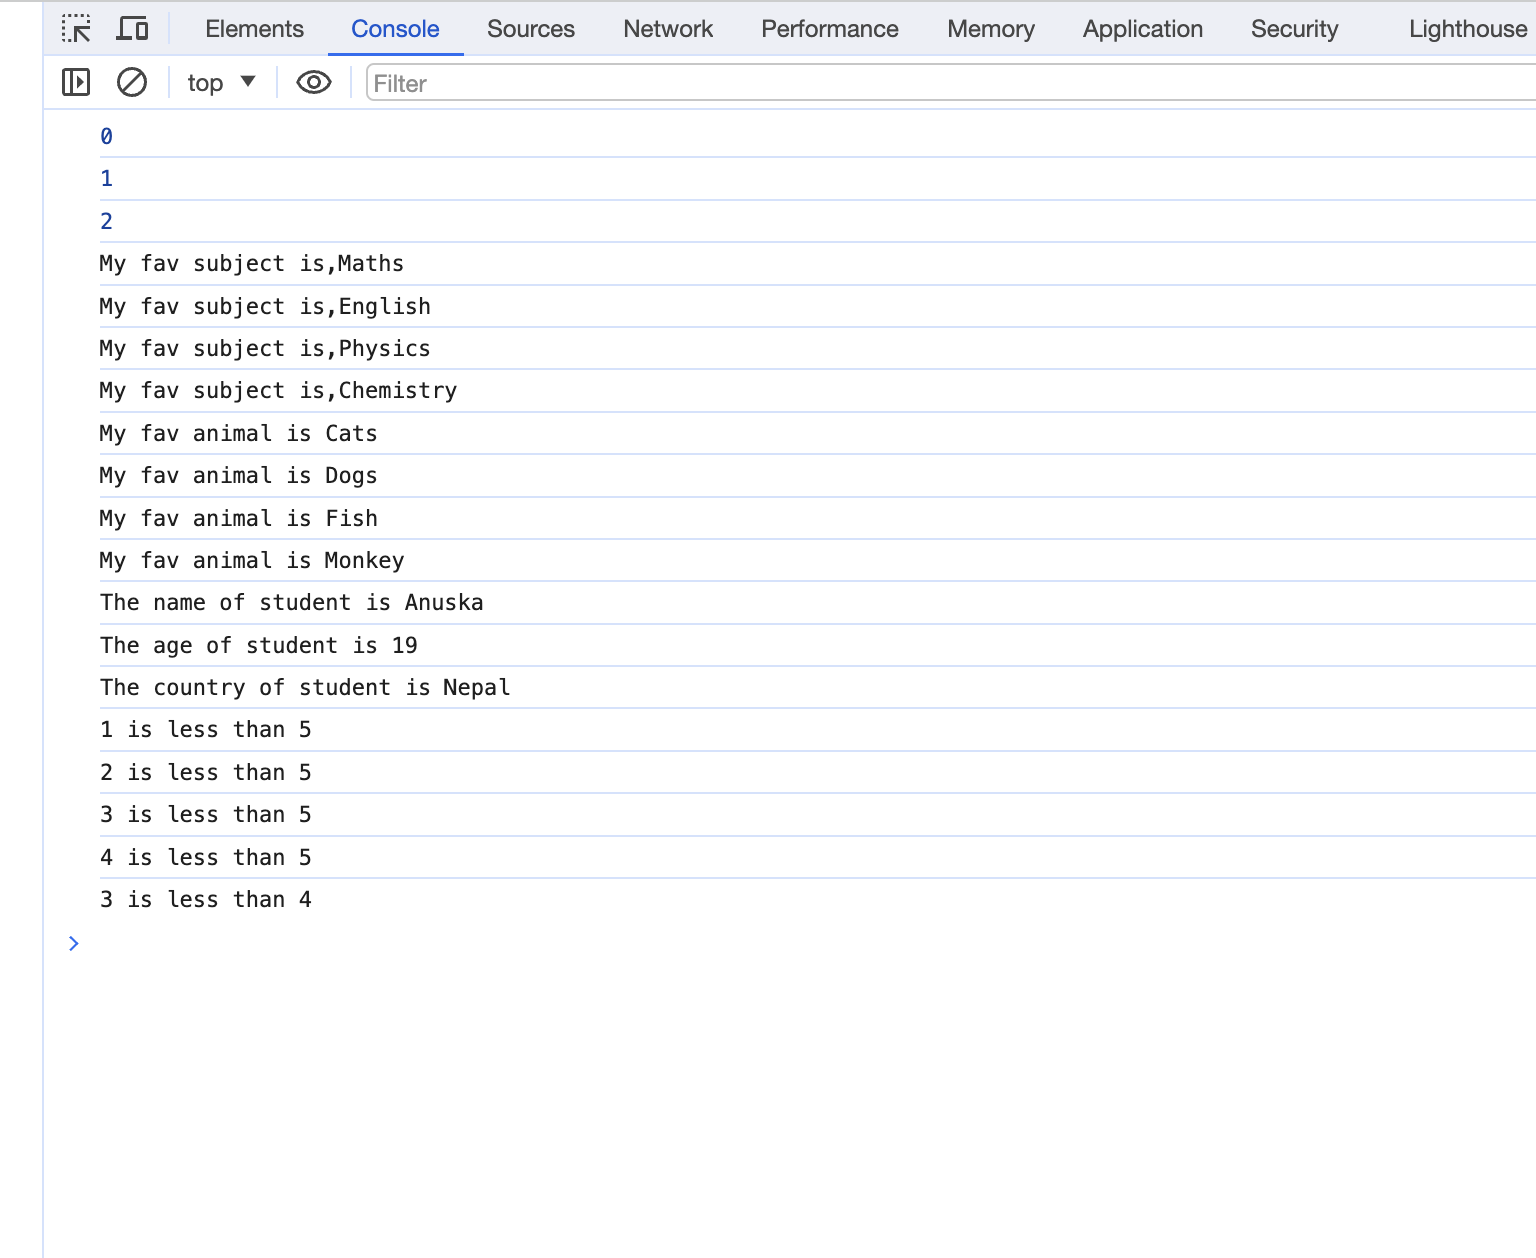 Elements Console Sources Network Performance Memory Application Security Lighthouse
top Filter
0
1
2
My fav subject is,Maths
My fav subject is,English
My fav subject is,Physics
My fav subject is,Chemistry
My fav animal is Cats
My fav animal is Dogs
My fav animal is Fish
My fav animal is Monkey
The name of student is Anuska
The age of student is 19
The country of student is Nepal
1 is less than 5
2 is less than 5
3 is less than 5
4 is less than 5
3 is less than 4